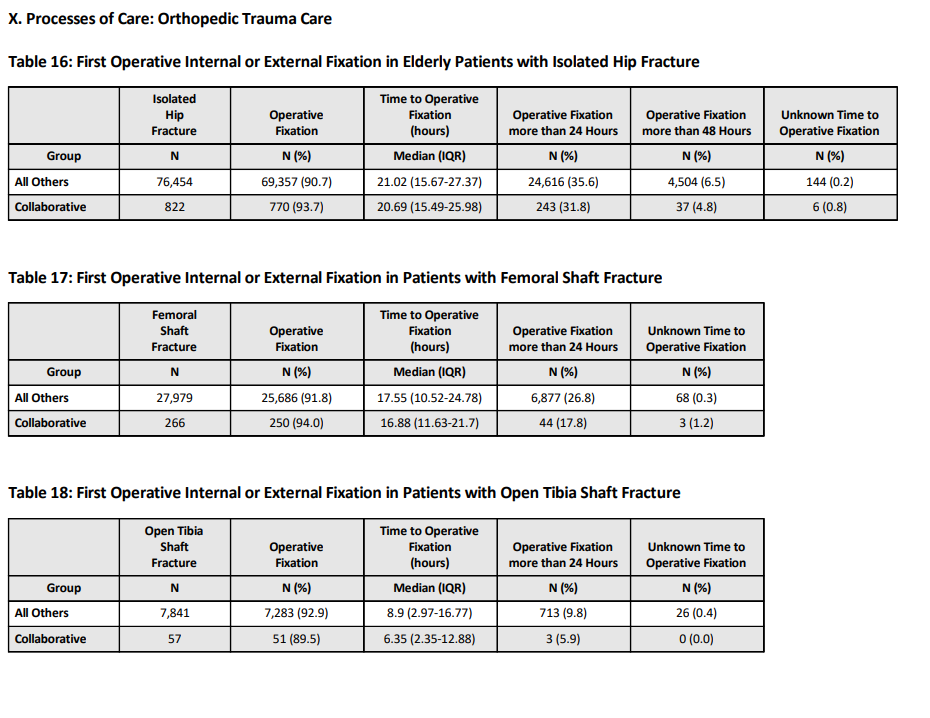 X. Processes of Care: Orthopedic Trauma Care
Table 16: First Operative Internal or External Fixation in Elderly Patients with Isolated Hip Fracture
Isolated Hip Fracture | Operative Fixation | Time to Operative Fixation (hours) | Operative Fixation more than 24 Hours | Operative Fixation more than 48 Hours | Unknown Time to Operative Fixation
Group | N | N (%) | Median (IQR) | N (%) | N (%) | N (%)
All Others | 76,454 | 69,357 (90.7) | 21.02 (15.67-27.37) | 24,616 (35.6) | 4,504 (6.5) | 144 (0.2)
Collaborative | 822 | 770 (93.7) | 20.69 (15.49-25.98) | 243 (31.8) | 37 (4.8) | 6 (0.8)
Table 17: First Operative Internal or External Fixation in Patients with Femoral Shaft Fracture
Femoral Shaft Fracture | Operative Fixation | Time to Operative Fixation (hours) | Operative Fixation more than 24 Hours | Unknown Time to Operative Fixation
Group | N | N (%) | Median (IQR) | N (%) | N (%)
All Others | 27,979 | 25,686 (91.8) | 17.55 (10.52-24.78) | 6,877 (26.8) | 68 (0.3)
Collaborative | 266 | 250 (94.0) | 16.88 (11.63-21.7) | 44 (17.8) | 3 (1.2)
Table 18: First Operative Internal or External Fixation in Patients with Open Tibia Shaft Fracture
Open Tibia Shaft Fracture | Operative Fixation | Time to Operative Fixation (hours) | Operative Fixation more than 24 Hours | Unknown Time to Operative Fixation
Group | N | N (%) | Median (IQR) | N (%) | N (%)
All Others | 7,841 | 7,283 (92.9) | 8.9 (2.97-16.77) | 713 (9.8) | 26 (0.4)
Collaborative | 57 | 51 (89.5) | 6.35 (2.35-12.88) | 3 (5.9) | 0 (0.0)